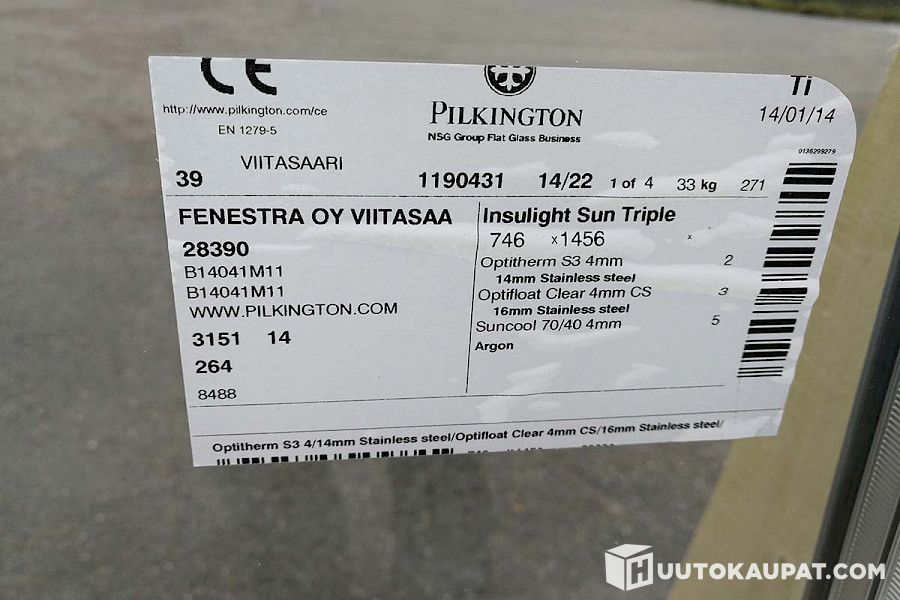 CE
Ti
http://www.pilkington.com/ce
PILKINGTON
14/01/14
EN 1279-5
NSG Group Flat Glass Business
0136299279
VIITASAARI
39
1190431 14/22 1 of 4 33 kg 271
FENESTRA OY VIITASAA
28390
B14041M11
B14041M11
WWW.PILKINGTON.COM
3151 14
264
8488
Insulight Sun Triple
746 x1456 x
Optitherm S3 4mm 2
14mm Stainless steel
Optifloat Clear 4mm CS 3
16mm Stainless steel
Suncool 70/40 4mm 5
Argon
Optitherm S3 4/14mm Stainless steel/Optifloat Clear 4mm CS/16mm Stainless steel/
HUUTOKAUPAT.COM